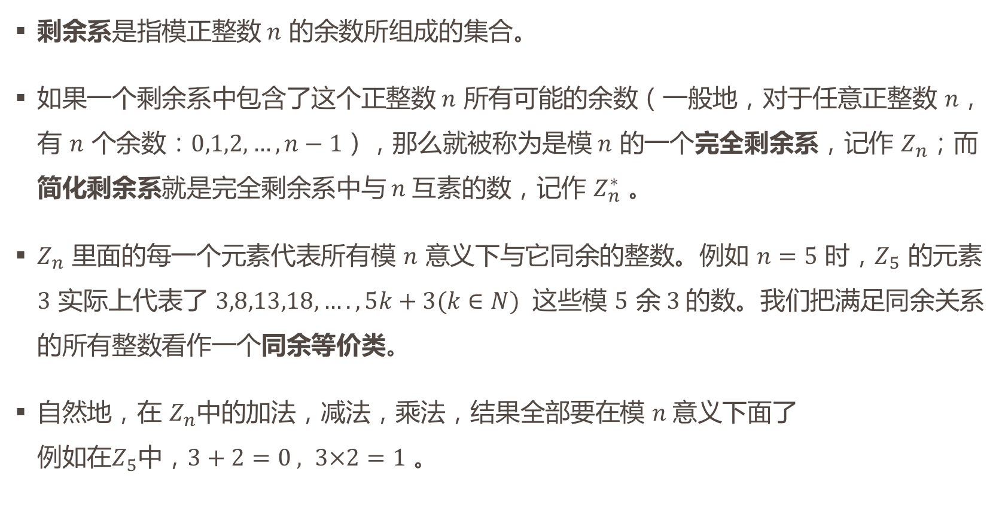 ▪ 剩余系是指模正整数 n 的余数所组成的集合。
▪ 如果一个剩余系中包含了这个正整数 n 所有可能的余数（一般地，对于任意正整数 n，
有 n 个余数：0,1,2, … , n − 1），那么就被称为是模 n 的一个完全剩余系，记作 Zₙ；而
简化剩余系就是完全剩余系中与 n 互素的数，记作 Zₙ* 。
▪ Zₙ 里面的每一个元素代表所有模 n 意义下与它同余的整数。例如 n = 5 时，Z₅ 的元素
3 实际上代表了 3,8,13,18, … . , 5k + 3(k ∈ N) 这些模 5 余 3 的数。我们把满足同余关系
的所有整数看作一个同余等价类。
▪ 自然地，在 Zₙ中的加法，减法，乘法，结果全部要在模 n 意义下面了
例如在Z₅中，3 + 2 = 0 , 3×2 = 1 。